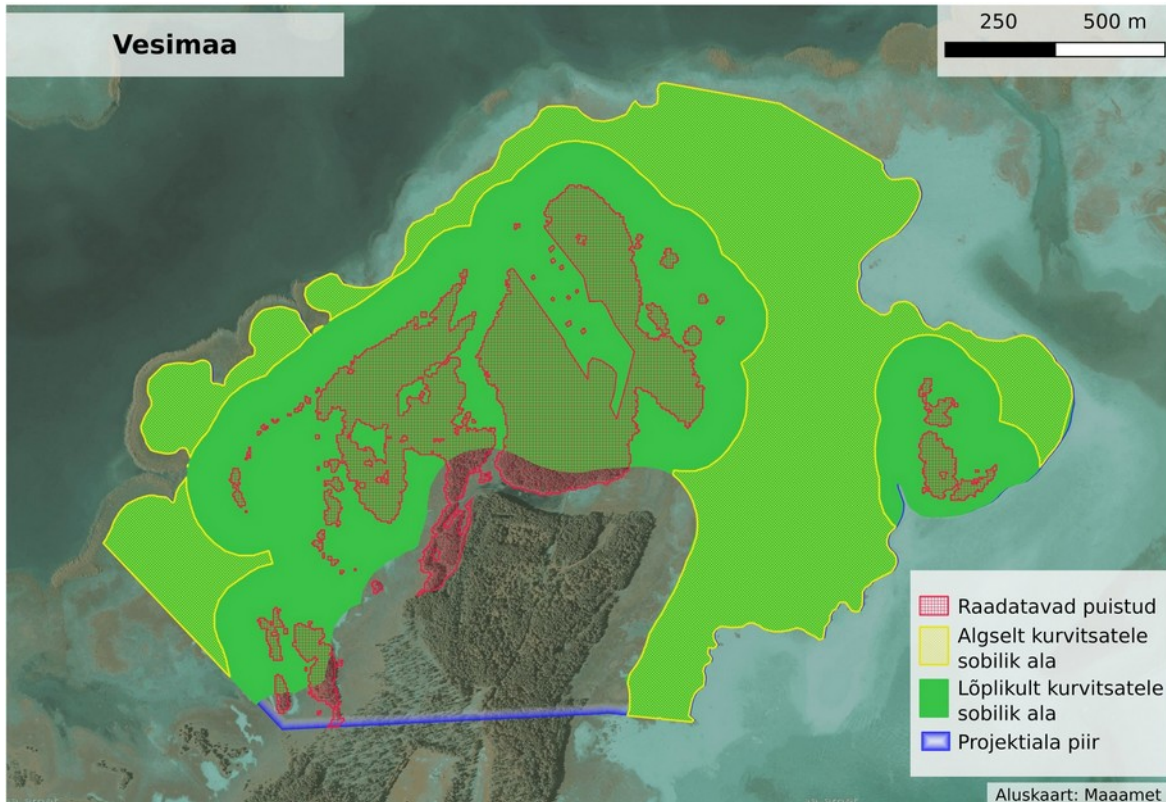 Vesimaa
250 500 m
Raadatavad puistud
Algselt kurvitsatele
sobilik ala
Lõplikult kurvitsatele
sobilik ala
Projektiala piir
Aluskaart: Maaamet